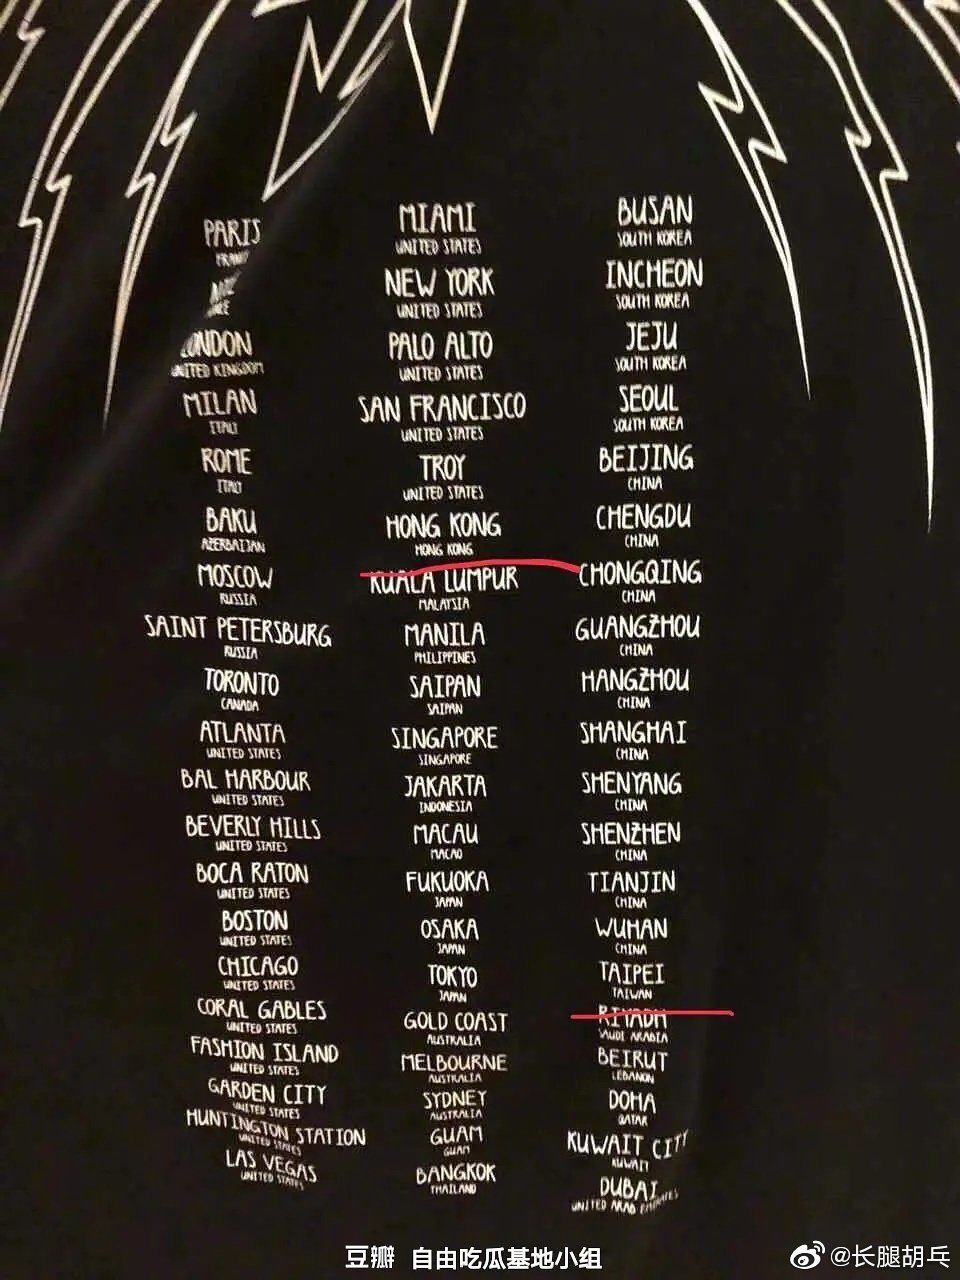 PARIS
FRANC
LONDON
UNITED KINGDOM
MILAN
ITALY
ROME
ITALY
BAKU
AZERBAIJAN
MOSCOW
RUSSIA
SAINT PETERSBURG
RUSSIA
TORONTO
CANADA
ATLANTA
UNITED STATES
BAL HARBOUR
UNITED STATES
BEVERLY HILLS
UNITED STATES
BOCA RATON
UNITED STATES
BOSTON
UNITED STATES
CHICAGO
UNITED STATES
CORAL GABLES
UNITED STATES
FASHION ISLAND
UNITED STATES
GARDEN CITY
UNITED STATES
HUNTINGTON STATION
UNITED STATES
LAS VEGAS
UNITED STATES
MIAMI
UNITED STATES
NEW YORK
UNITED STATES
PALO ALTO
UNITED STATES
SAN FRANCISCO
UNITED STATES
TROY
UNITED STATES
HONG KONG
HONG KONG
KUALA LUMPUR
MALAYSIA
MANILA
PHILIPPINES
SAIPAN
SAIPAN
SINGAPORE
SINGAPORE
JAKARTA
INDONESIA
MACAU
MACAO
FUKUOKA
JAPAN
OSAKA
JAPAN
TOKYO
JAPAN
GOLD COAST
AUSTRALIA
MELBOURNE
AUSTRALIA
SYDNEY
AUSTRALIA
GUAM
GUAM
BANGKOK
THAILAND
BUSAN
SOUTH KOREA
INCHEON
SOUTH KOREA
JEJU
SOUTH KOREA
SEOUL
SOUTH KOREA
BEIJING
CHINA
CHENGDU
CHINA
CHONGQING
CHINA
GUANGZHOU
CHINA
HANGZHOU
CHINA
SHANGHAI
CHINA
SHENYANG
CHINA
SHENZHEN
CHINA
TIANJIN
CHINA
WUHAN
CHINA
TAIPEI
TAIWAN
RIYADH
SAUDI ARABIA
BEIRUT
LEBANON
DOHA
QATAR
KUWAIT CITY
KUWAIT
DUBAI
UNITED ARAB EMIRATES
豆瓣 自由吃瓜基地小组
@长腿胡兵